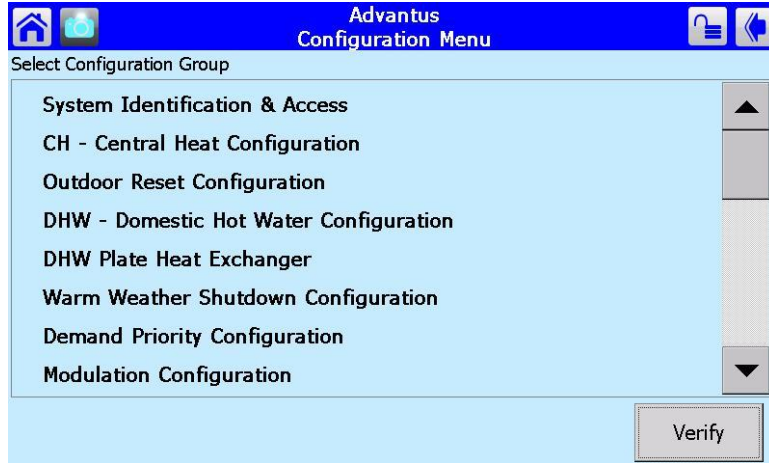 Advantus
Configuration Menu
Select Configuration Group
System Identification & Access
CH - Central Heat Configuration
Outdoor Reset Configuration
DHW - Domestic Hot Water Configuration
DHW Plate Heat Exchanger
Warm Weather Shutdown Configuration
Demand Priority Configuration
Modulation Configuration
Verify